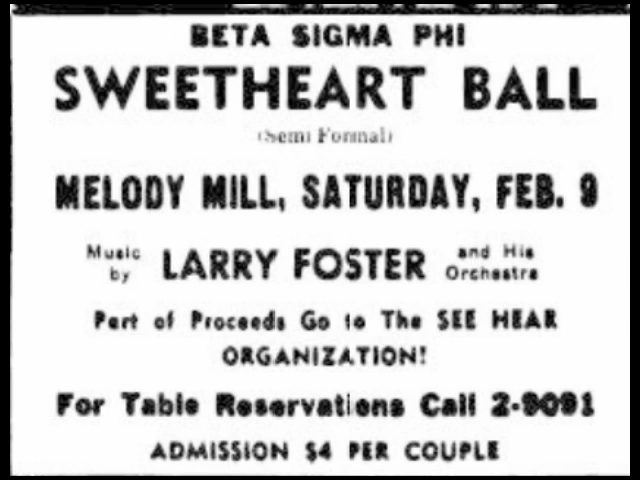 BETA SIGMA PHI
SWEETHEART BALL
(Semi Formal)
MELODY MILL, SATURDAY, FEB. 9
Music by LARRY FOSTER and His Orchestra
Part of Proceeds Go to The SEE HEAR
ORGANIZATION!
For Table Reservations Call 2-9091
ADMISSION $4 PER COUPLE